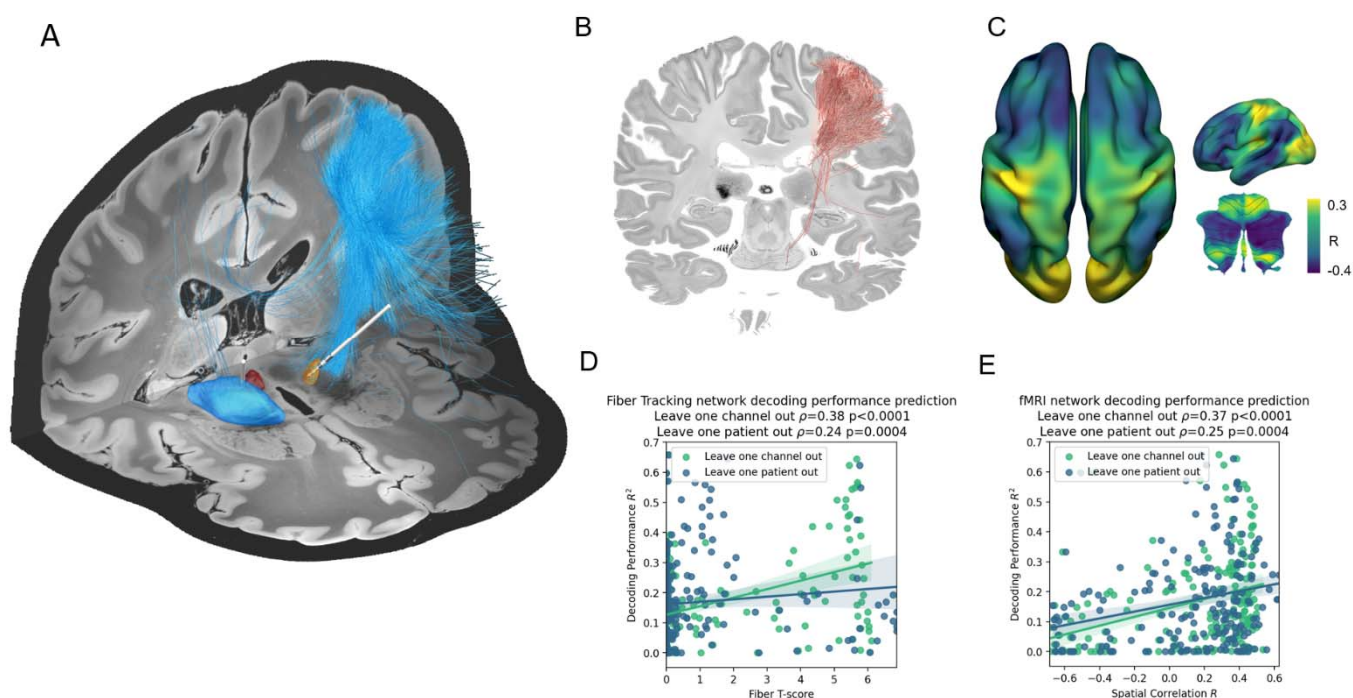 A
B
C
0.3
R
-0.4
D
Fiber Tracking network decoding performance prediction
Leave one channel out ρ=0.38 p<0.0001
Leave one patient out ρ=0.24 p=0.0004
Leave one channel out
Leave one patient out
0.7
0.6
0.5
0.4
0.3
0.2
0.1
0.0
Decoding Performance R²
0 1 2 3 4 5 6
Fiber T-score
E
fMRI network decoding performance prediction
Leave one channel out ρ=0.37 p<0.0001
Leave one patient out ρ=0.25 p=0.0004
Leave one channel out
Leave one patient out
0.7
0.6
0.5
0.4
0.3
0.2
0.1
0.0
Decoding Performance R²
−0.6 −0.4 −0.2 0.0 0.2 0.4 0.6
Spatial Correlation R